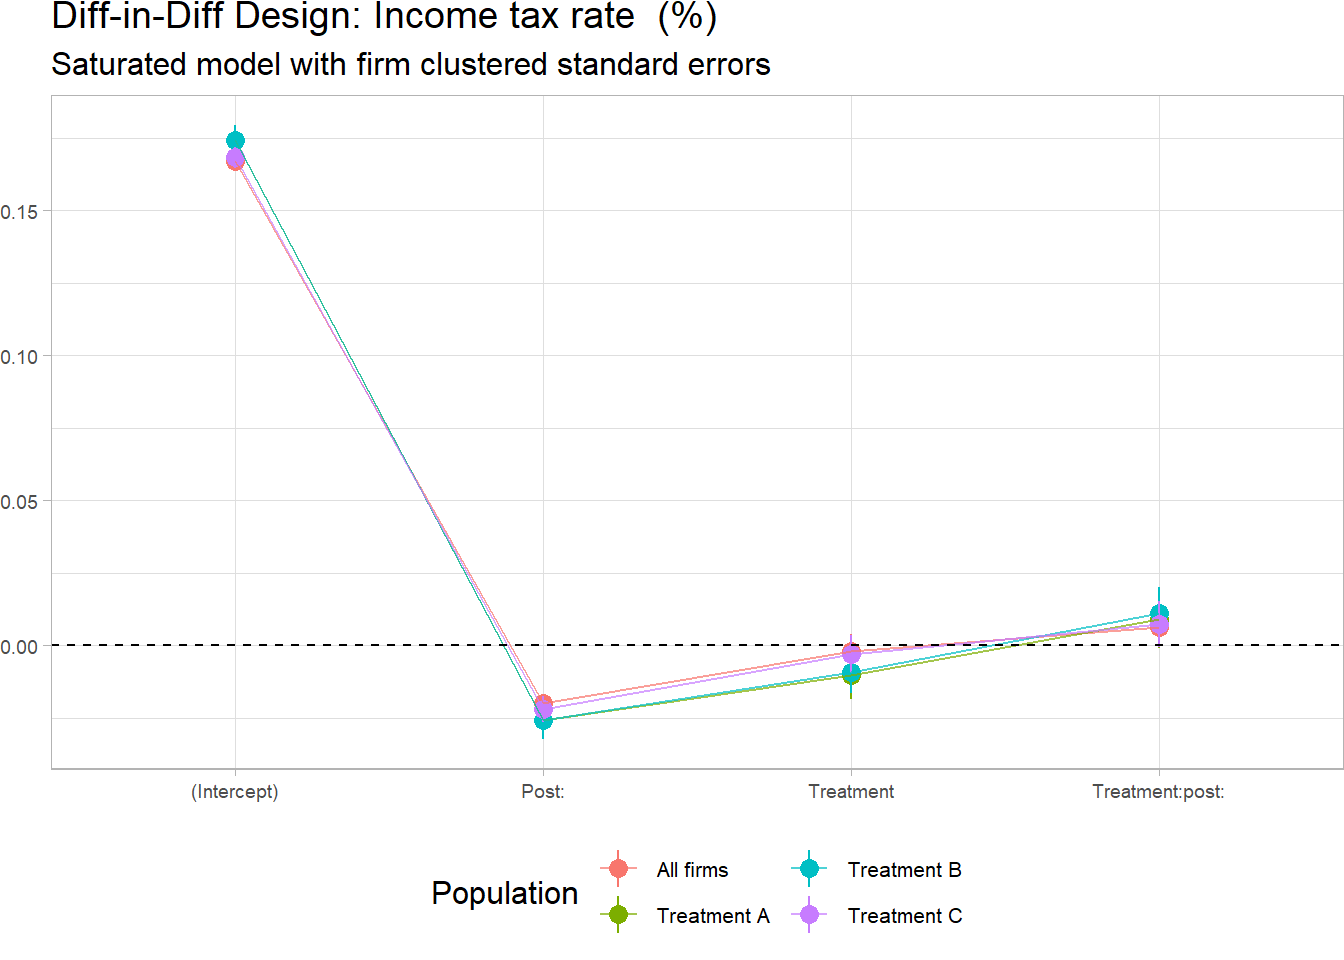 Diff-in-Diff Design: Income tax rate  (%)
Saturated model with firm clustered standard errors
0.15
0.10
0.05
0.00
(Intercept)
Post:
Treatment
Treatment:post:
Population
All firms
Treatment A
Treatment B
Treatment C